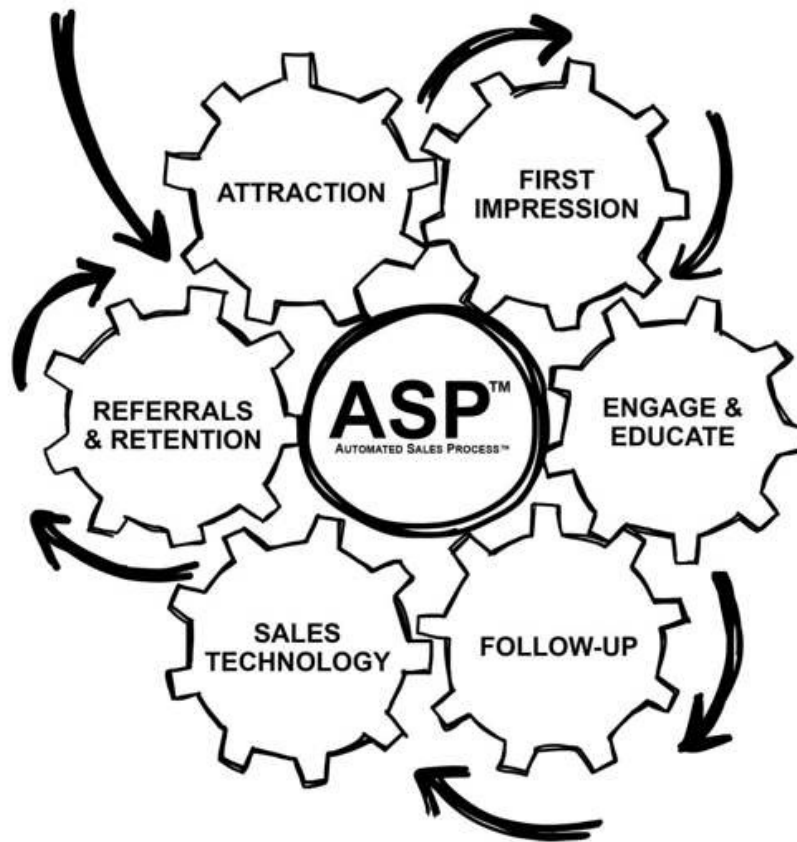 ATTRACTION
FIRST
IMPRESSION
ENGAGE &
EDUCATE
FOLLOW-UP
SALES
TECHNOLOGY
REFERRALS
& RETENTION
ASP™
AUTOMATED SALES PROCESS™